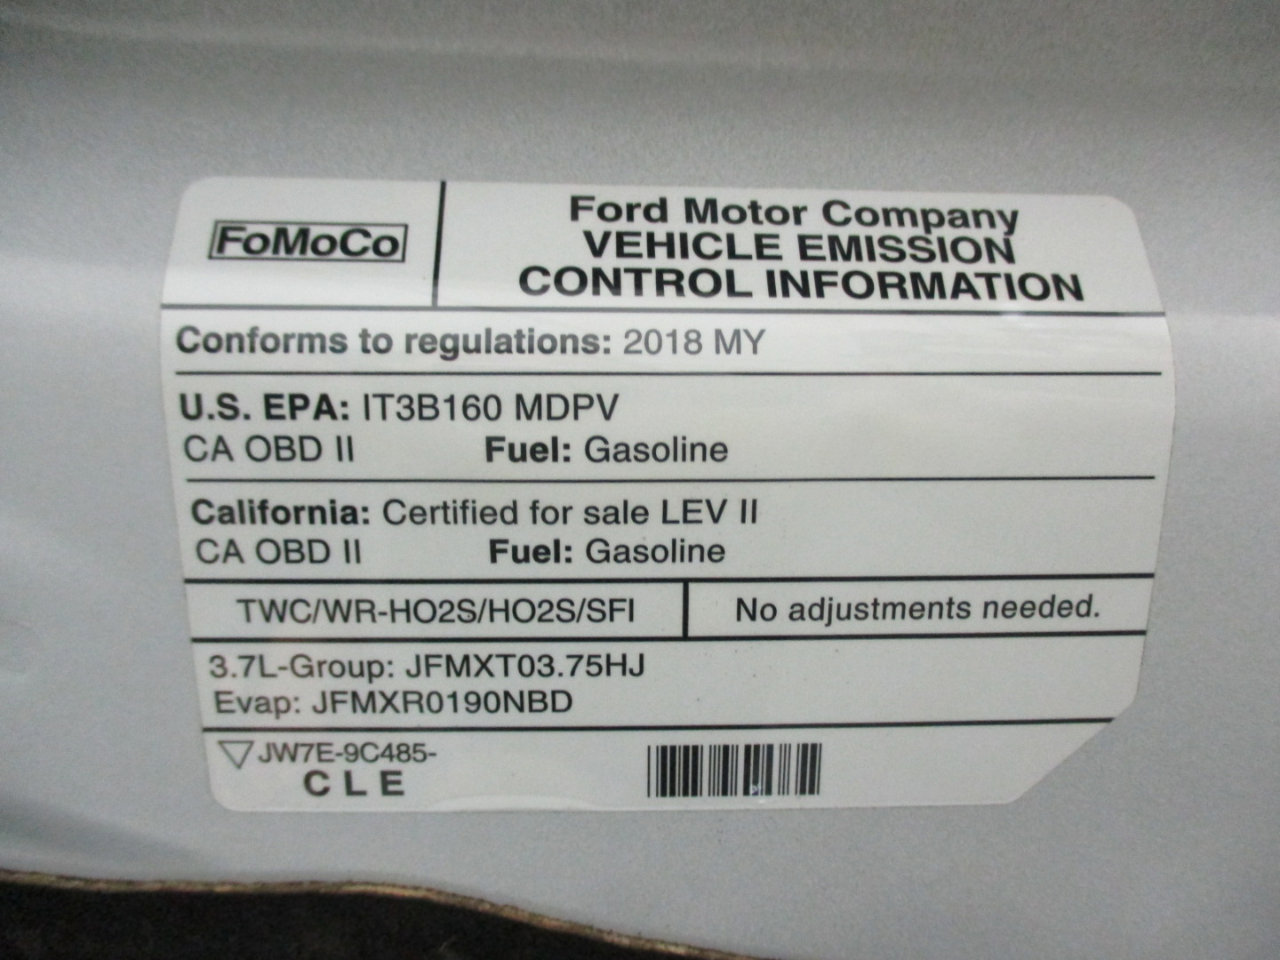 FoMoCo
Ford Motor Company
VEHICLE EMISSION
CONTROL INFORMATION
Conforms to regulations: 2018 MY
U.S. EPA: IT3B160 MDPV
CA OBD II Fuel: Gasoline
California: Certified for sale LEV II
CA OBD II Fuel: Gasoline
TWC/WR-HO2S/HO2S/SFI No adjustments needed.
3.7L-Group: JFMXT03.75HJ
Evap: JFMXR0190NBD
JW7E-9C485-
CLE